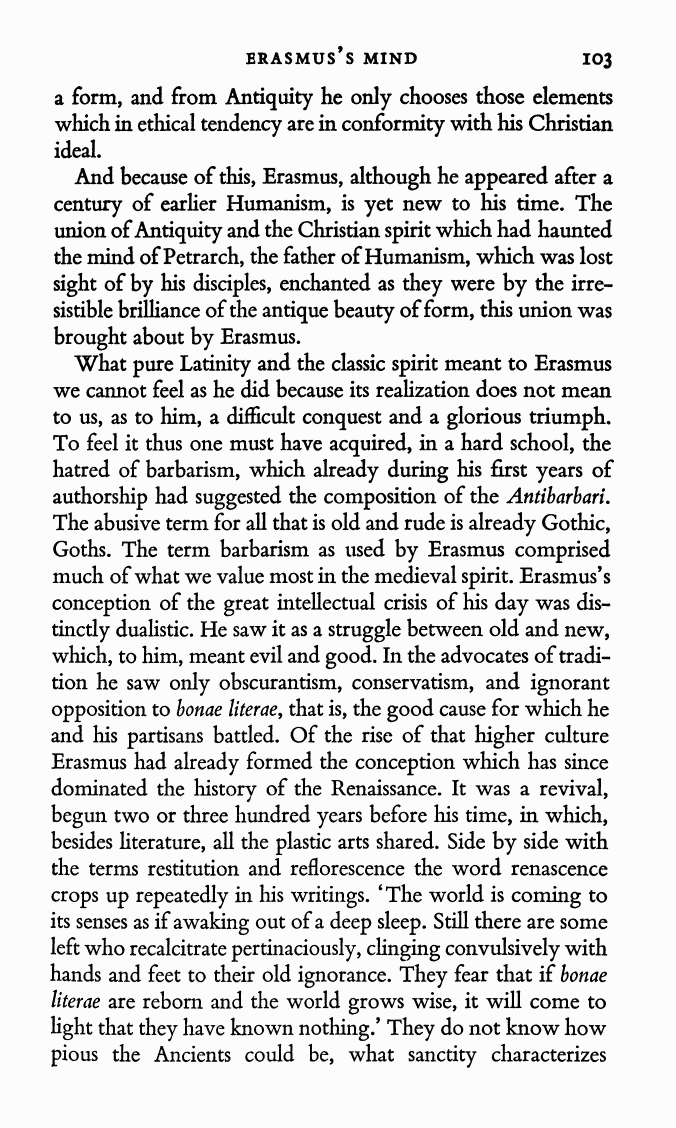 ERASMUS'S MIND 103
a form, and from Antiquity he only chooses those elements
which in ethical tendency are in conformity with his Christian
ideal.
And because of this, Erasmus, although he appeared after a
century of earlier Humanism, is yet new to his time. The
union of Antiquity and the Christian spirit which had haunted
the mind of Petrarch, the father of Humanism, which was lost
sight of by his disciples, enchanted as they were by the irre-
sistible brilliance of the antique beauty of form, this union was
brought about by Erasmus.
What pure Latinity and the classic spirit meant to Erasmus
we cannot feel as he did because its realization does not mean
to us, as to him, a difficult conquest and a glorious triumph.
To feel it thus one must have acquired, in a hard school, the
hatred of barbarism, which already during his first years of
authorship had suggested the composition of the Antibarbari.
The abusive term for all that is old and rude is already Gothic,
Goths. The term barbarism as used by Erasmus comprised
much of what we value most in the medieval spirit. Erasmus's
conception of the great intellectual crisis of his day was dis-
tinctly dualistic. He saw it as a struggle between old and new,
which, to him, meant evil and good. In the advocates of tradi-
tion he saw only obscurantism, conservatism, and ignorant
opposition to bonae literae, that is, the good cause for which he
and his partisans battled. Of the rise of that higher culture
Erasmus had already formed the conception which has since
dominated the history of the Renaissance. It was a revival,
begun two or three hundred years before his time, in which,
besides literature, all the plastic arts shared. Side by side with
the terms restitution and reflorescence the word renascence
crops up repeatedly in his writings. 'The world is coming to
its senses as if awaking out of a deep sleep. Still there are some
left who recalcitrate pertinaciously, clinging convulsively with
hands and feet to their old ignorance. They fear that if bonae
literae are reborn and the world grows wise, it will come to
light that they have known nothing.' They do not know how
pious the Ancients could be, what sanctity characterizes